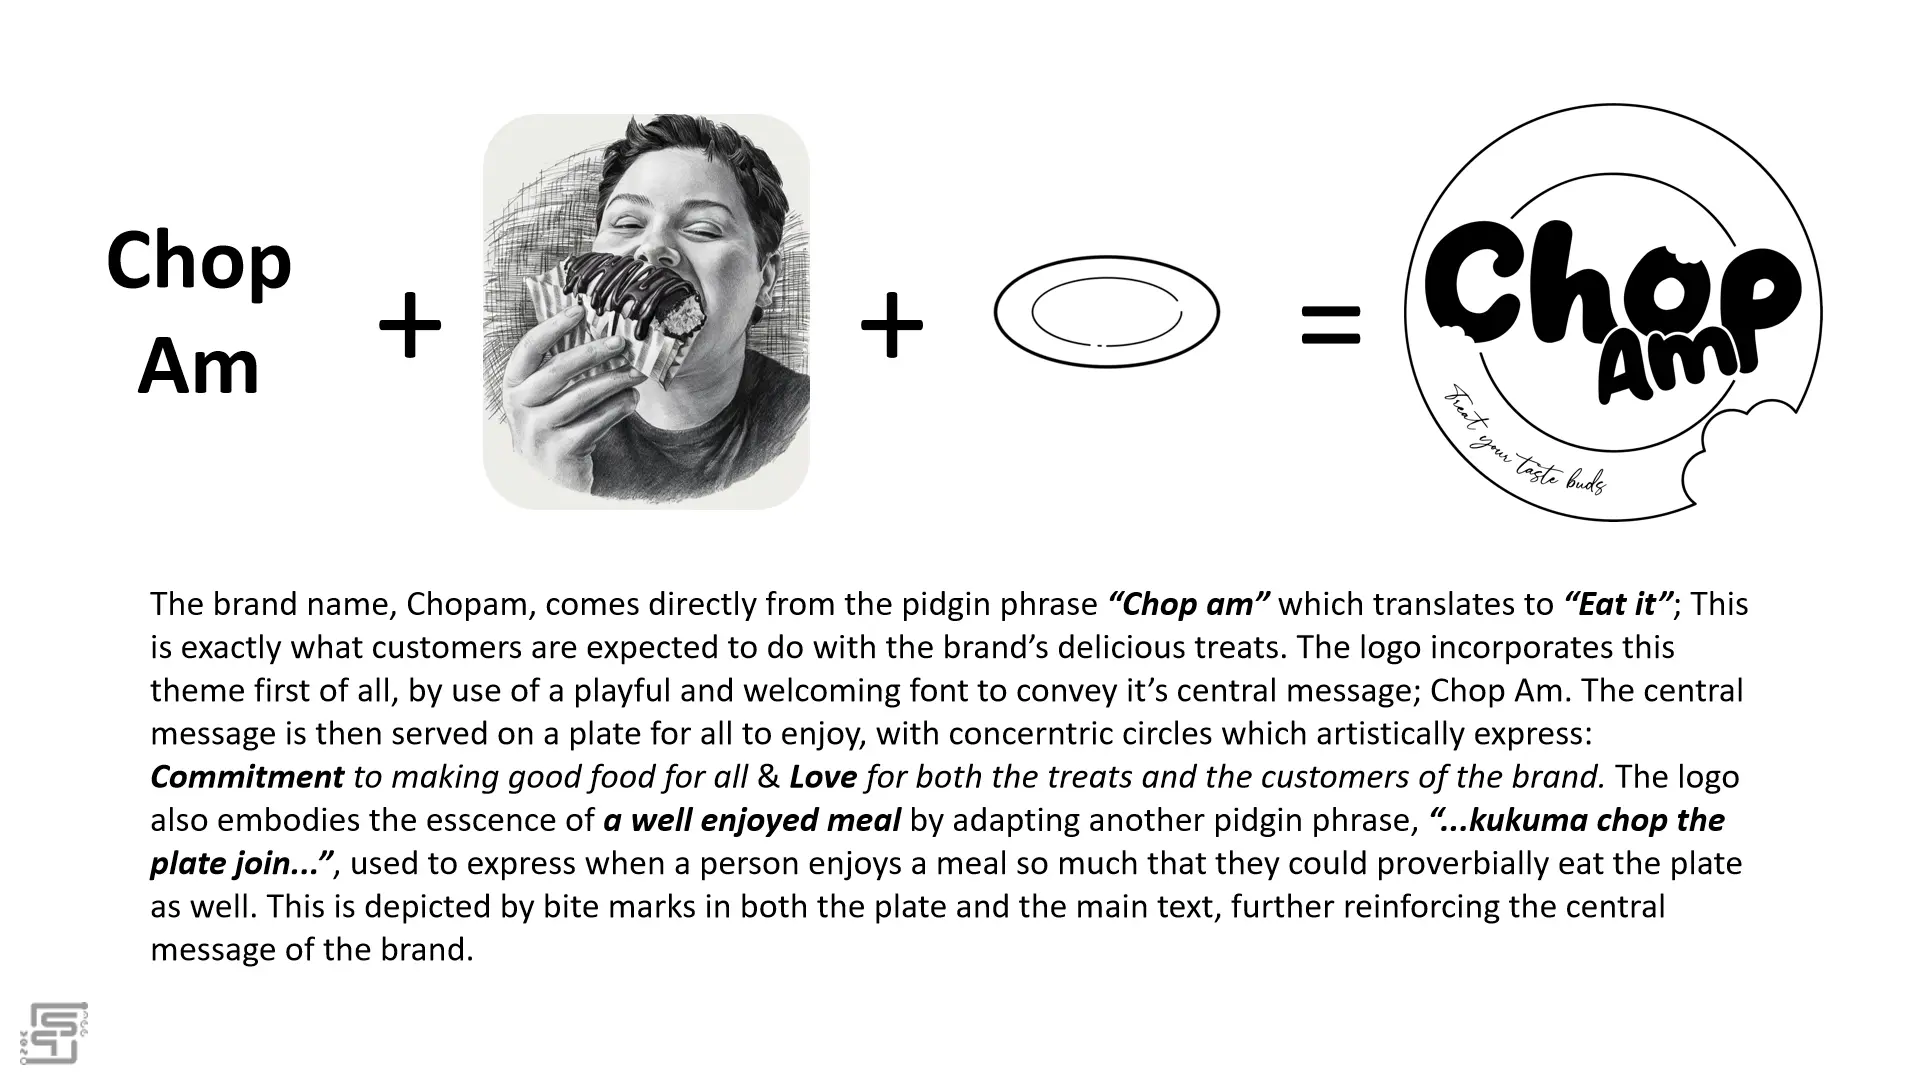 Chop
Am
+
+
=
Chop
Am
Treat your taste buds
The brand name, Chopam, comes directly from the pidgin phrase “Chop am” which translates to “Eat it”; This
is exactly what customers are expected to do with the brand’s delicious treats. The logo incorporates this
theme first of all, by use of a playful and welcoming font to convey it’s central message; Chop Am. The central
message is then served on a plate for all to enjoy, with concerntric circles which artistically express:
Commitment to making good food for all & Love for both the treats and the customers of the brand. The logo
also embodies the esscence of a well enjoyed meal by adapting another pidgin phrase, “...kukuma chop the
plate join...”, used to express when a person enjoys a meal so much that they could proverbially eat the plate
as well. This is depicted by bite marks in both the plate and the main text, further reinforcing the central
message of the brand.